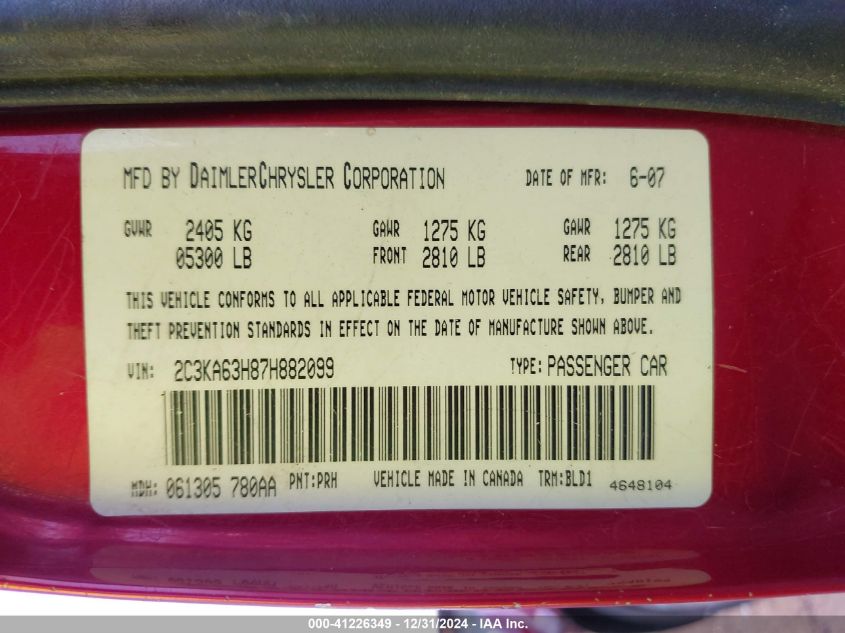 MFD BY DAIMLERCHRYSLER CORPORATION DATE OF MFR: 6-07
GVWR 2405 KG GAWR 1275 KG GAWR 1275 KG
05300 LB FRONT 2810 LB REAR 2810 LB
THIS VEHICLE CONFORMS TO ALL APPLICABLE FEDERAL MOTOR VEHICLE SAFETY, BUMPER AND
THEFT PREVENTION STANDARDS IN EFFECT ON THE DATE OF MANUFACTURE SHOWN ABOVE.
VIN: 2C3KA63H87H882099 TYPE: PASSENGER CAR
MDH: 061305 780AA PNT:PRH VEHICLE MADE IN CANADA TRM:BLD1 4648104
000-41226349 - 12/31/2024 - IAA Inc.